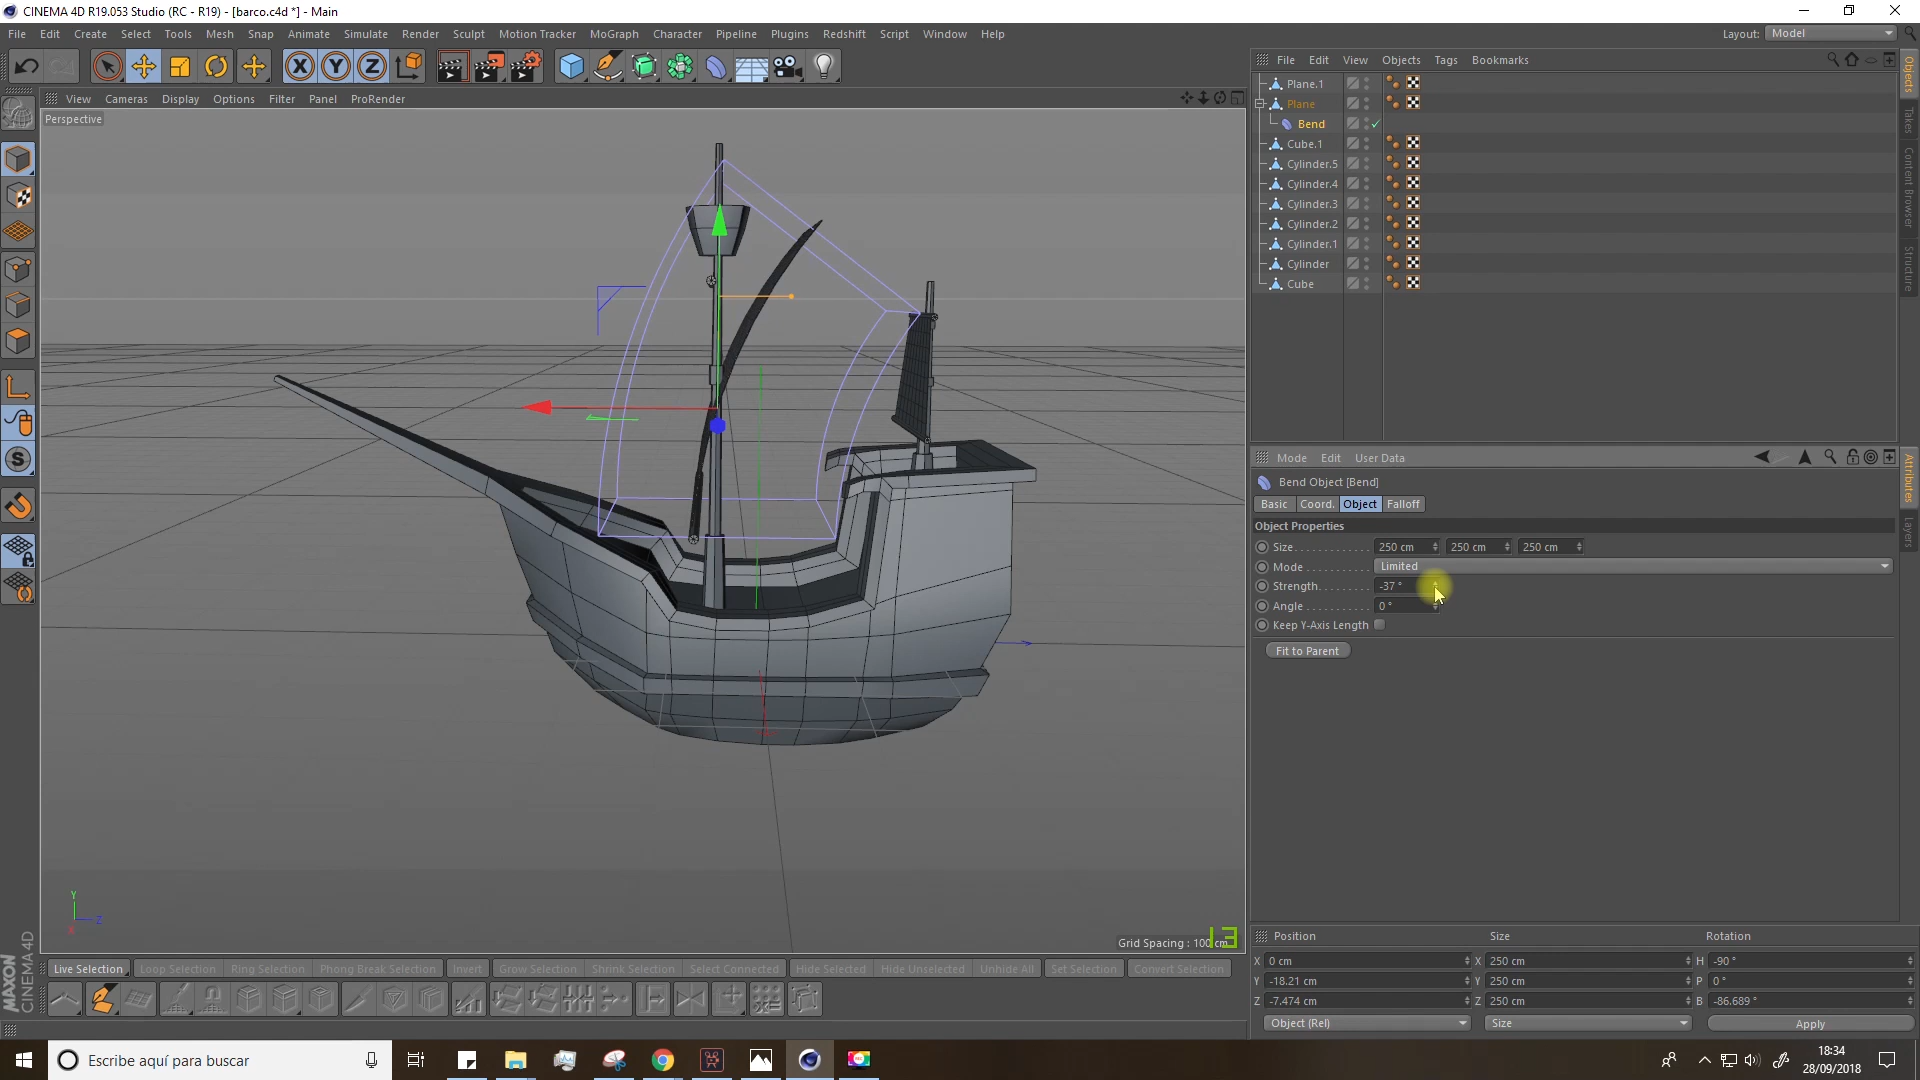 CINEMA 4D R19.053 Studio (RC - R19) - [barco.c4d *] - Main
File Edit Create Select Tools Mesh Snap Animate Simulate Render Sculpt Motion Tracker MoGraph Character Pipeline Plugins Redshift Script Window Help
Layout: Model
File Edit View Objects Tags Bookmarks
View Cameras Display Options Filter Panel ProRender
Perspective
Plane.1
Plane
Bend
Cube.1
Cylinder.5
Cylinder.4
Cylinder.3
Cylinder.2
Cylinder.1
Cylinder
Cube
Objects
Takes
Content Browser
Structure
Mode Edit User Data
Bend Object [Bend]
Basic Coord. Object Falloff
Object Properties
Size 250 cm 250 cm 250 cm
Mode Limited
Strength -37 °
Angle 0 °
Keep Y-Axis Length
Fit to Parent
Attributes
Layers
Y
Z
X
Grid Spacing : 100 cm
13
Position Size Rotation
X 0 cm X 250 cm H -90 °
Y -18.21 cm Y 250 cm P 0 °
Z -7.474 cm Z 250 cm B -86.689 °
Object (Rel) Size Apply
Live Selection Loop Selection Ring Selection Phong Break Selection Invert Grow Selection Shrink Selection Select Connected Hide Selected Hide Unselected Unhide All Set Selection Convert Selection
MAXON
CINEMA 4D
Escribe aquí para buscar
18:34
28/09/2018